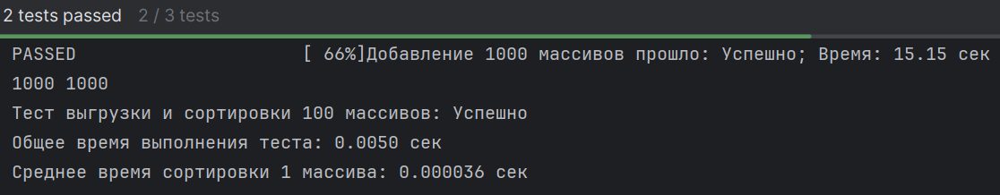 2 tests passed 2 / 3 tests
PASSED [ 66%]Добавление 1000 массивов прошло: Успешно; Время: 15.15 сек
1000 1000
Тест выгрузки и сортировки 100 массивов: Успешно
Общее время выполнения теста: 0.0050 сек
Среднее время сортировки 1 массива: 0.000036 сек